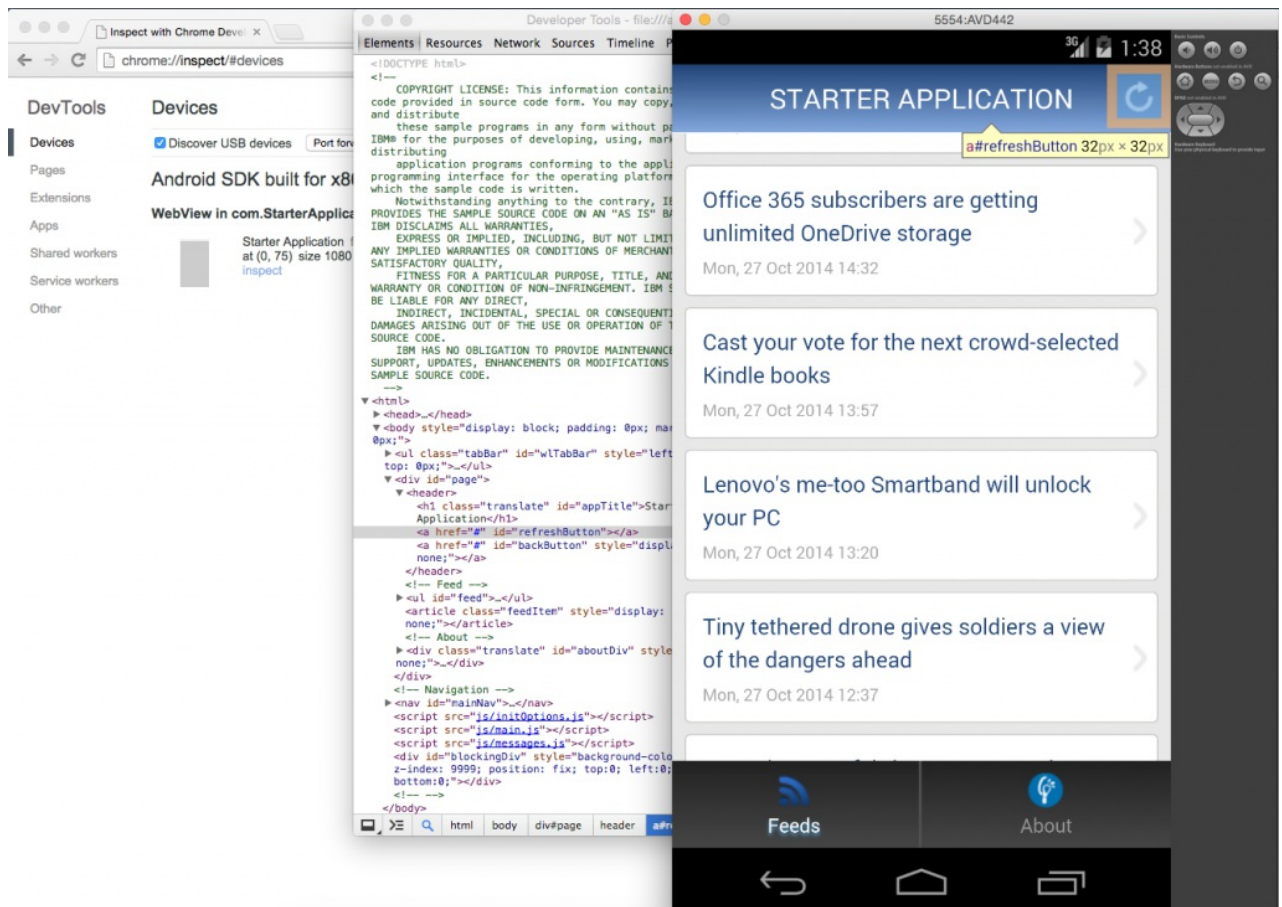 Inspect with Chrome Deve
chrome://inspect/#devices
DevTools
Devices
Pages
Extensions
Apps
Shared workers
Service workers
Other
Devices
Discover USB devices
Port forw
Android SDK built for x86
WebView in com.StarterApplica
Starter Application
at (0, 75) size 1080
inspect
Developer Tools - file:///a
Elements Resources Network Sources Timeline P
<!DOCTYPE html>
<!--
COPYRIGHT LICENSE: This information contains
code provided in source code form. You may copy,
and distribute
these sample programs in any form without pa
IBM® for the purposes of developing, using, mark
distributing
application programs conforming to the appli
programming interface for the operating platform
which the sample code is written.
Notwithstanding anything to the contrary, IB
PROVIDES THE SAMPLE SOURCE CODE ON AN "AS IS" BA
IBM DISCLAIMS ALL WARRANTIES,
EXPRESS OR IMPLIED, INCLUDING, BUT NOT LIMIT
ANY IMPLIED WARRANTIES OR CONDITIONS OF MERCHANT
SATISFACTORY QUALITY,
FITNESS FOR A PARTICULAR PURPOSE, TITLE, AND
WARRANTY OR CONDITION OF NON-INFRINGEMENT. IBM S
BE LIABLE FOR ANY DIRECT,
INDIRECT, INCIDENTAL, SPECIAL OR CONSEQUENTI
DAMAGES ARISING OUT OF THE USE OR OPERATION OF T
SOURCE CODE.
IBM HAS NO OBLIGATION TO PROVIDE MAINTENANCE
SUPPORT, UPDATES, ENHANCEMENTS OR MODIFICATIONS
SAMPLE SOURCE CODE.
-->
<html>
<head>…</head>
<body style="display: block; padding: 0px; mar
0px;">
<ul class="tabBar" id="wlTabBar" style="left
top: 0px;">…</ul>
<div id="page">
<header>
<h1 class="translate" id="appTitle">Star
Application</h1>
<a href="#" id="refreshButton"></a>
<a href="#" id="backButton" style="displ
none;"></a>
</header>
<!-- Feed -->
<ul id="feed">…</ul>
<article class="feedItem" style="display:
none;"></article>
<!-- About -->
<div class="translate" id="aboutDiv" style
none;">…</div>
</div>
<!-- Navigation -->
<nav id="mainNav">…</nav>
<script src="js/initOptions.js"></script>
<script src="js/main.js"></script>
<script src="js/messages.js"></script>
<div id="blockingDiv" style="background-colo
z-index: 9999; position: fix; top:0; left:0;
bottom:0;"></div>
<!-- -->
</body>
html body div#page header a#re
5554:AVD442
3G 1:38
STARTER APPLICATION
a#refreshButton 32px × 32px
Office 365 subscribers are getting
unlimited OneDrive storage
Mon, 27 Oct 2014 14:32
Cast your vote for the next crowd-selected
Kindle books
Mon, 27 Oct 2014 13:57
Lenovo's me-too Smartband will unlock
your PC
Mon, 27 Oct 2014 13:20
Tiny tethered drone gives soldiers a view
of the dangers ahead
Mon, 27 Oct 2014 12:37
Feeds
About